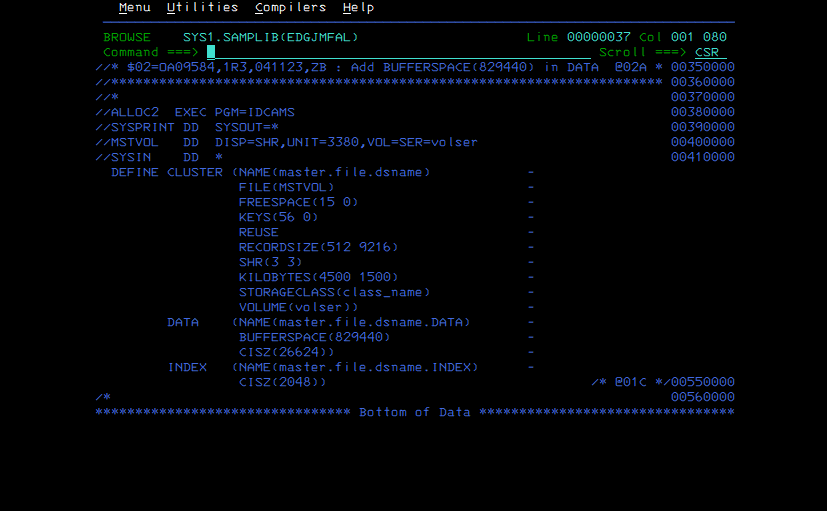 Menu  Utilities  Compilers  Help
BROWSE    SYS1.SAMPLIB(EDGJMFAL)                     Line 00000037 Col 001 080
Command ===>                                                  Scroll ===> CSR
//* $02=OA09584,1R3,041123,ZB : Add BUFFERSPACE(829440) in DATA  @02A * 00350000
//********************************************************************* 00360000
//*                                                                     00370000
//ALLOC2  EXEC PGM=IDCAMS                                               00380000
//SYSPRINT DD  SYSOUT=*                                                 00390000
//MSTVOL   DD  DISP=SHR,UNIT=3380,VOL=SER=volser                        00400000
//SYSIN    DD  *                                                        00410000
  DEFINE CLUSTER (NAME(master.file.dsname)            -
                  FILE(MSTVOL)                        -
                  FREESPACE(15 0)                     -
                  KEYS(56 0)                          -
                  REUSE                               -
                  RECORDSIZE(512 9216)                -
                  SHR(3 3)                            -
                  KILOBYTES(4500 1500)                -
                  STORAGECLASS(class_name)            -
                  VOLUME(volser))                     -
         DATA    (NAME(master.file.dsname.DATA)       -
                  BUFFERSPACE(829440)                 -
                  CISZ(26624))                        -
         INDEX   (NAME(master.file.dsname.INDEX)      -
                  CISZ(2048))                                 /* @01C */00550000
/*                                                                      00560000
******************************** Bottom of Data ********************************